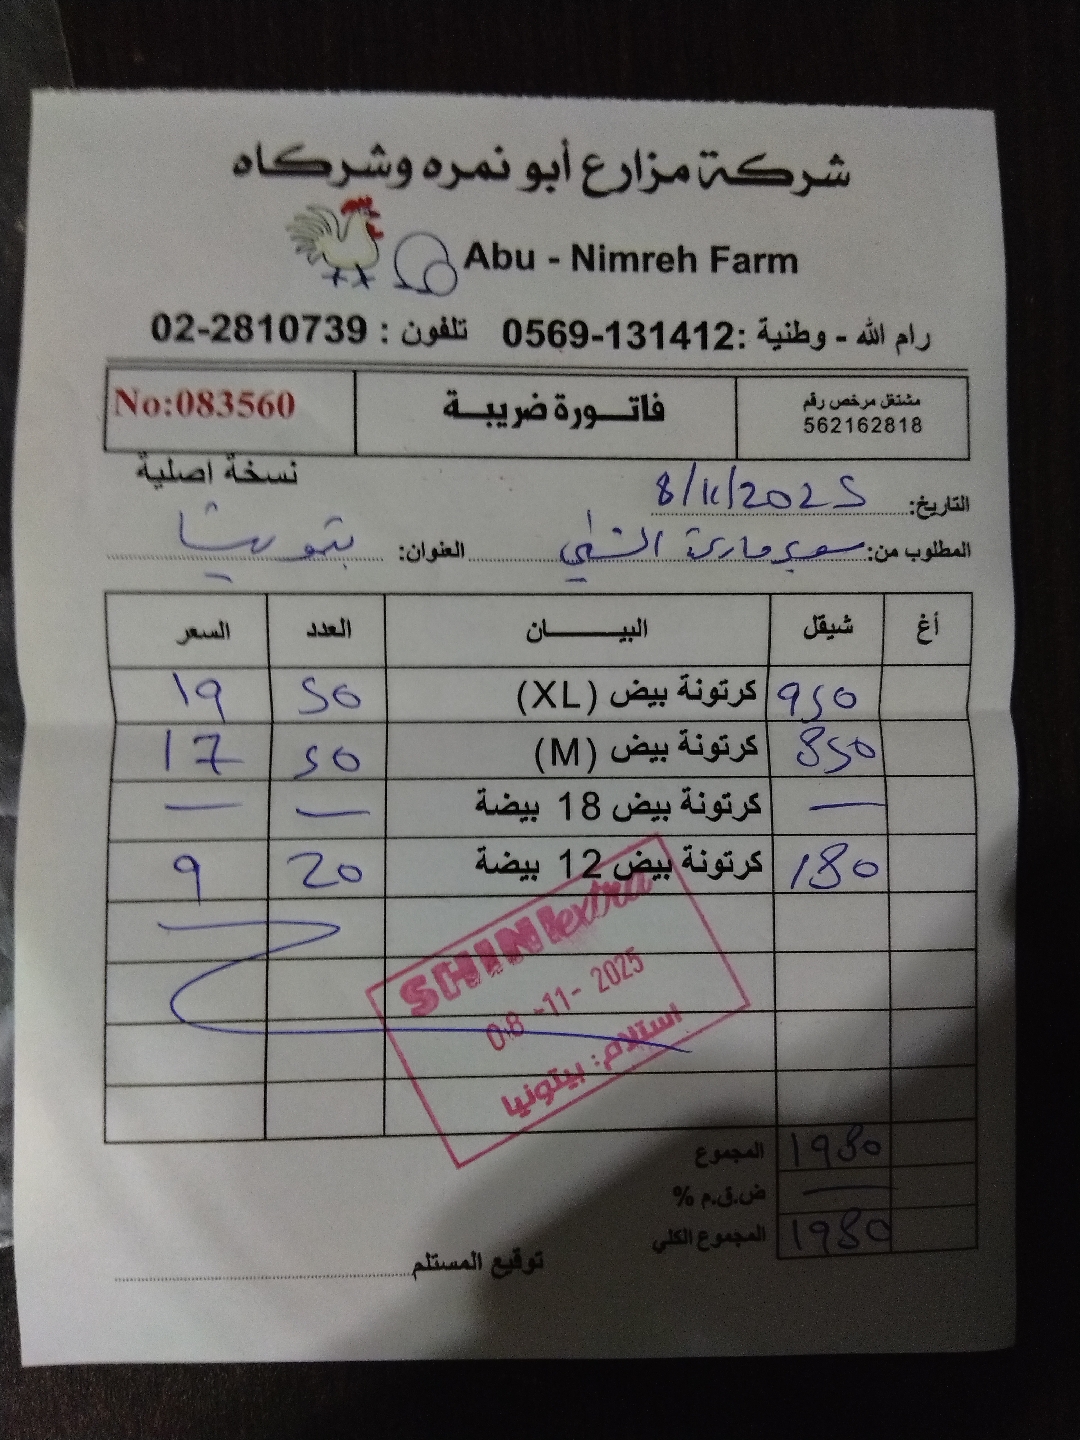 شركة مزارع أبو نمره وشركاه
Abu - Nimreh Farm
رام الله - وطنية :0569-131412 تلفون : 02-2810739
مشتغل مرخص رقم
562162818
فاتورة ضريبة
No:083560
نسخة اصلية
التاريخ: 8/11/2025
المطلوب من: سوبر ماركت العنوان:
أغ شيقل البيان العدد السعر
950 كرتونة بيض (XL) 50 19
850 كرتونة بيض (M) 50 17
— كرتونة بيض 18 بيضة — —
180 كرتونة بيض 12 بيضة 20 9
SHINI extra
08 -11- 2025
استلام: بيتونيا
المجموع 1980
ض.ق.م % —
المجموع الكلي 1980
توقيع المستلم